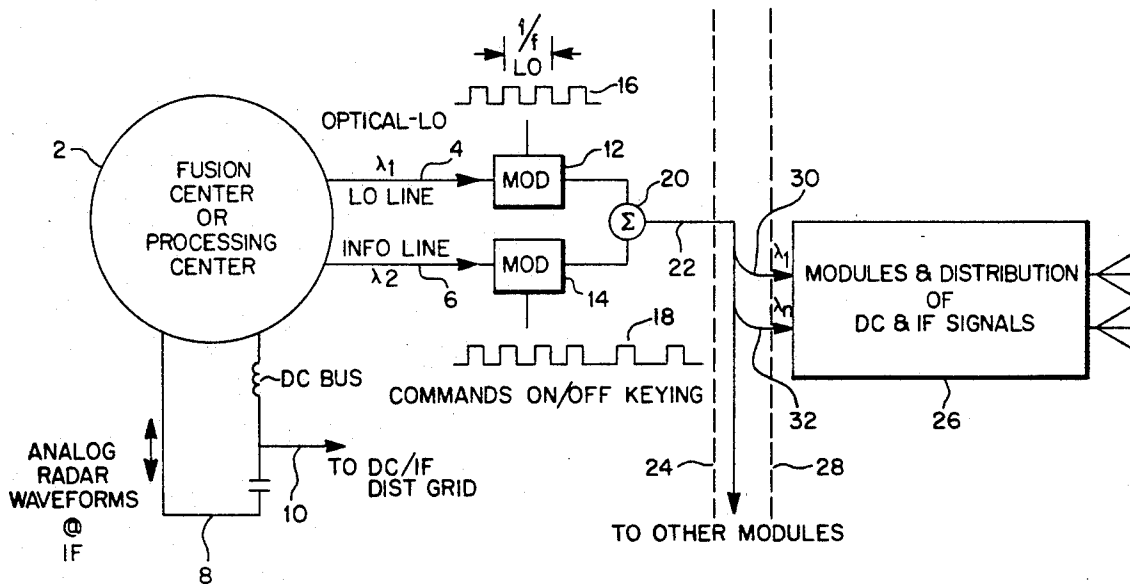 1/f
LO
16
OPTICAL-LO
2
FUSION
CENTER
OR
PROCESSING
CENTER
λ1
4
LO LINE
12
MOD
20
Σ
30
INFO LINE
λ2
6
MOD
14
22
λ1
λn
MODULES & DISTRIBUTION
OF
DC & IF SIGNALS
18
COMMANDS ON/OFF KEYING
32
26
DC BUS
ANALOG
RADAR
WAVEFORMS
@
IF
TO DC/IF
DIST GRID
10
8
24
28
TO OTHER MODULES